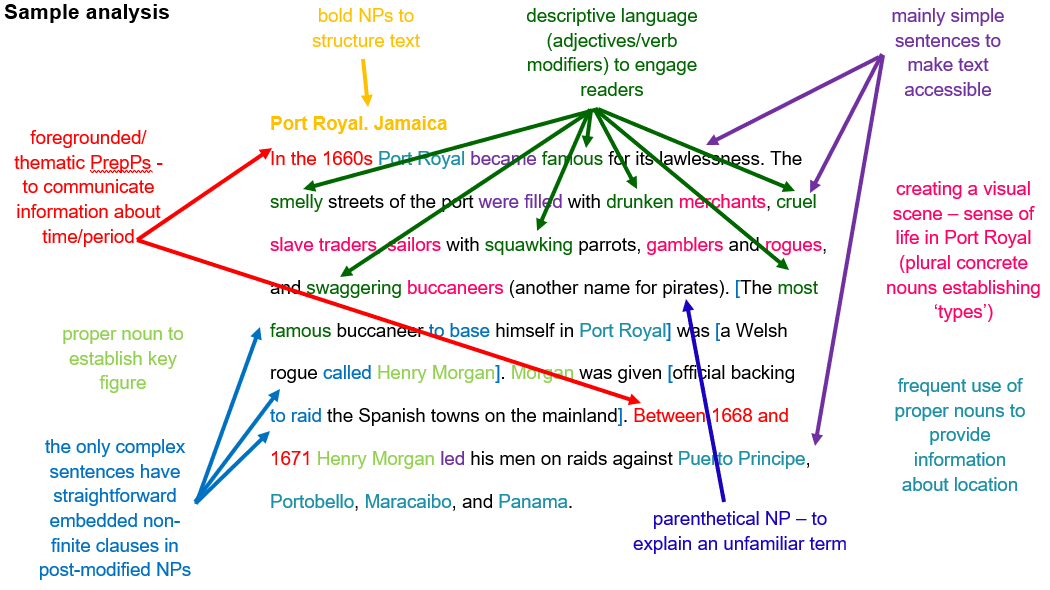 Sample analysis
bold NPs to
structure text
descriptive language
(adjectives/verb
modifiers) to engage
readers
mainly simple
sentences to
make text
accessible
foregrounded/
thematic PrepPs -
to communicate
information about
time/period
Port Royal. Jamaica
In the 1660s Port Royal became famous for its lawlessness. The
smelly streets of the port were filled with drunken merchants, cruel
slave traders, sailors with squawking parrots, gamblers and rogues,
and swaggering buccaneers (another name for pirates). [The most
famous buccaneer to base himself in Port Royal] was [a Welsh
rogue called Henry Morgan]. Morgan was given [official backing
to raid the Spanish towns on the mainland]. Between 1668 and
1671 Henry Morgan led his men on raids against Puerto Principe,
Portobello, Maracaibo, and Panama.
creating a visual
scene – sense of
life in Port Royal
(plural concrete
nouns establishing
‘types’)
proper noun to
establish key
figure
frequent use of
proper nouns to
provide
information
about location
the only complex
sentences have
straightforward
embedded non-
finite clauses in
post-modified NPs
parenthetical NP – to
explain an unfamiliar term